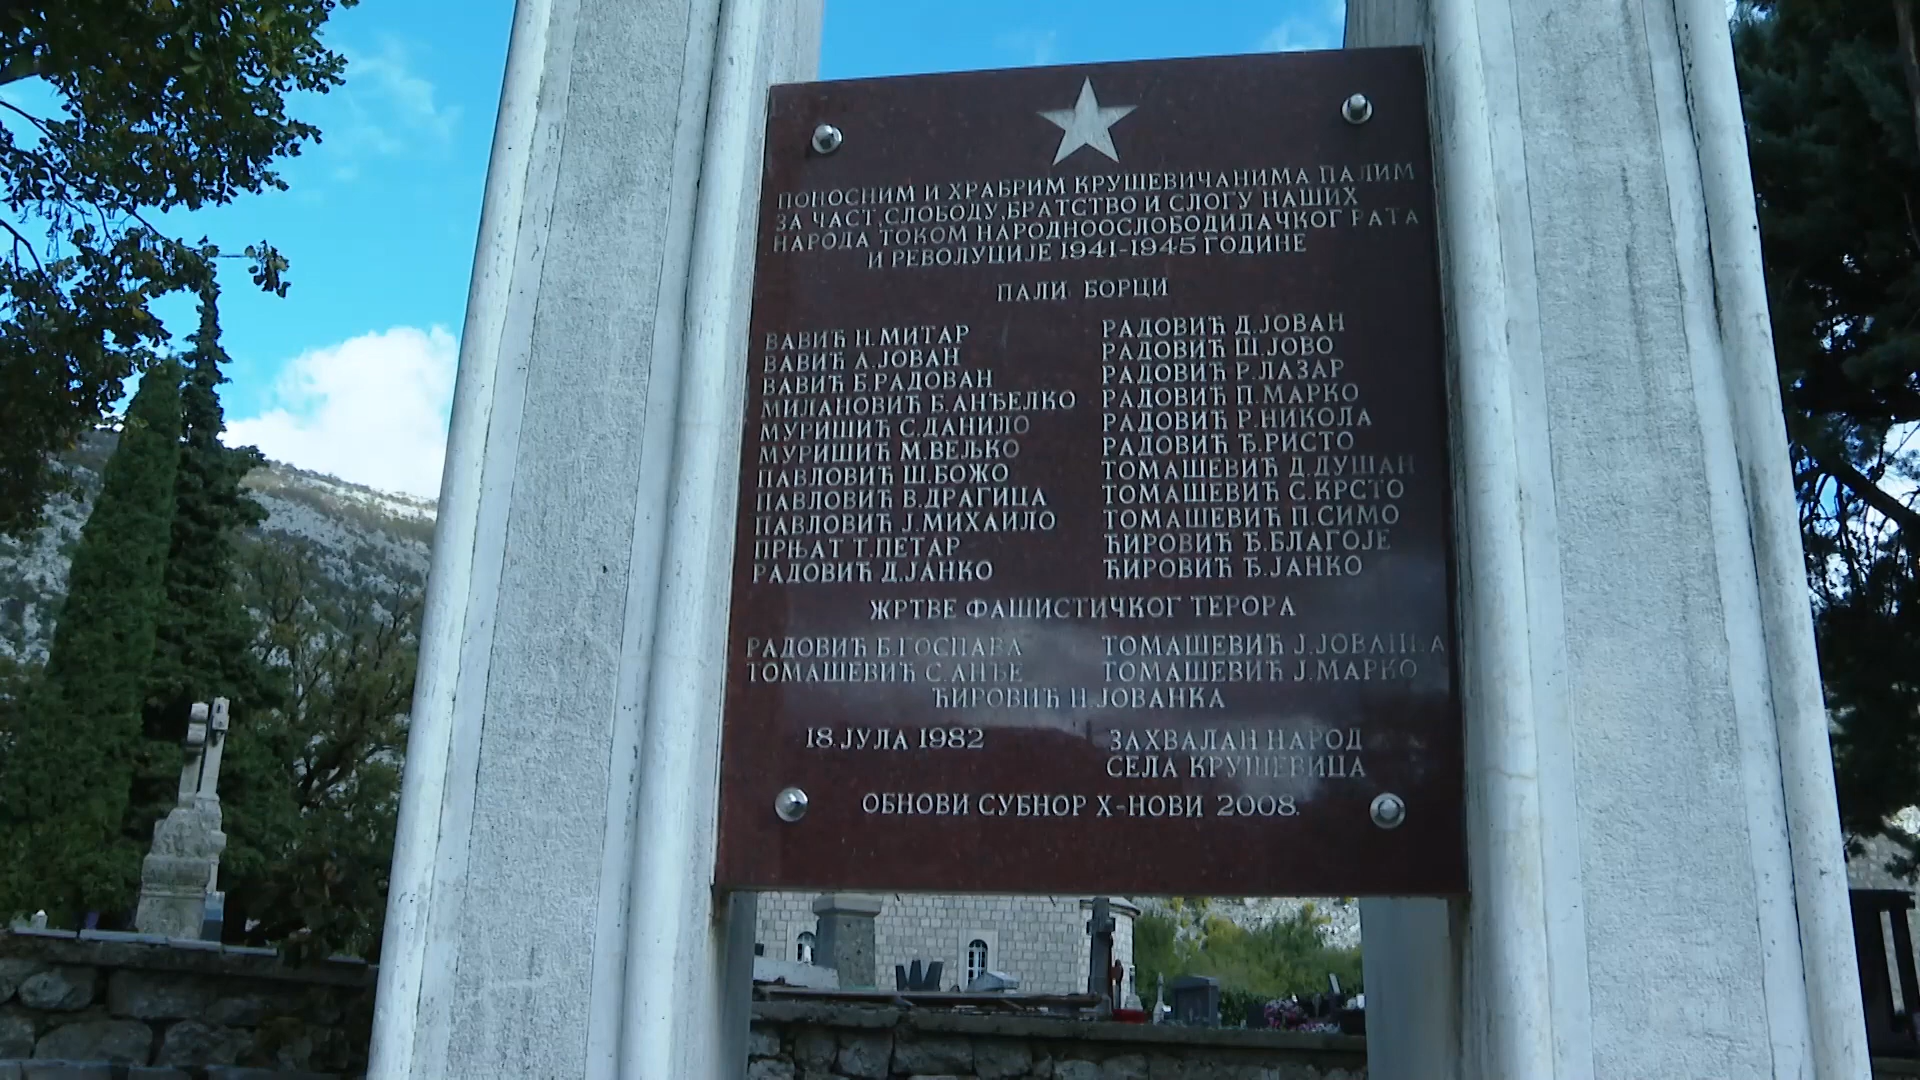 ПОНОСНИМ И ХРАБРИМ КРУШЕВИЧАНИМА ПАЛИМ
ЗА ЧАСТ, СЛОБОДУ, БРАТСТВО И СЛОГУ НАШИХ
НАРОДА ТОКОМ НАРОДНООСЛОБОДИЛАЧКОГ РАТА
И РЕВОЛУЦИЈЕ 1941-1945 ГОДИНЕ
ПАЛИ БОРЦИ
ВАВИЋ Н. МИТАР
ВАВИЋ А. ЈОВАН
ВАВИЋ Б. РАДОВАН
МИЛАНОВИЋ Б. АНЂЕЛКО
МУРИШИЋ С. ДАНИЛО
МУРИШИЋ М. ВЕЉКО
ПАВЛОВИЋ Ш. БОЖО
ПАВЛОВИЋ В. ДРАГИЦА
ПАВЛОВИЋ Ј. МИХАИЛО
ПРЊАТ Т. ПЕТАР
РАДОВИЋ Д. ЈАНКО
РАДОВИЋ Д. ЈОВАН
РАДОВИЋ Ш. ЈОВО
РАДОВИЋ Р. ЛАЗАР
РАДОВИЋ П. МАРКО
РАДОВИЋ Р. НИКОЛА
РАДОВИЋ Ђ. РИСТО
ТОМАШЕВИЋ Д. ДУШАН
ТОМАШЕВИЋ С. КРСТО
ТОМАШЕВИЋ П. СИМО
ЋИРОВИЋ Ђ. БЛАГОЈЕ
ЋИРОВИЋ Ђ. ЈАНКО
ЖРТВЕ ФАШИСТИЧКОГ ТЕРОРА
РАДОВИЋ Б. ГОСПАВА
ТОМАШЕВИЋ С. АНЂЕ
ТОМАШЕВИЋ Ј. ЈОВАНКА
ТОМАШЕВИЋ Ј. МАРКО
ЋИРОВИЋ Н. ЈОВАНКА
18. ЈУЛА 1982
ЗАХВАЛАН НАРОД
СЕЛА КРУШЕВИЦА
ОБНОВИ СУБНОР Х-НОВИ 2008.